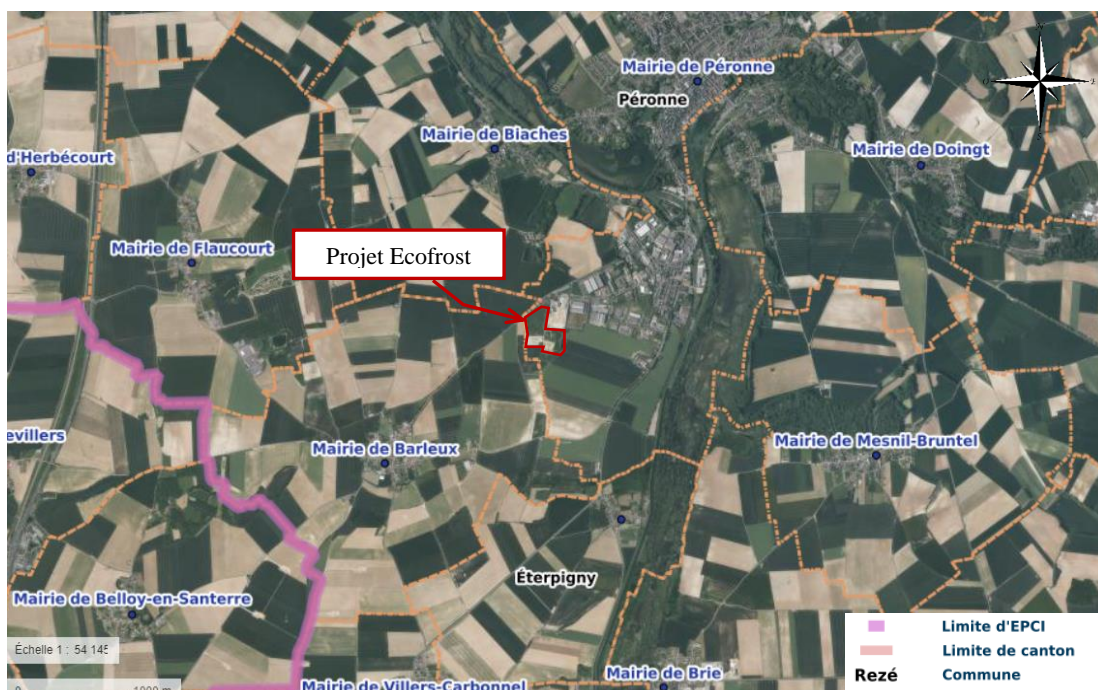 Mairie de Péronne
Péronne
Mairie de Biaches
Mairie de Doingt
d'Herbécourt
Mairie de Flaucourt
Projet Ecofrost
evillers
Mairie de Barleux
Mairie de Mesnil-Bruntel
Éterpigny
Mairie de Belloy-en-Santerre
Échelle 1 : 54 145
Limite d'EPCI
Limite de canton
Rezé Commune
Mairie de Villers-Carbonnel
Mairie de Brie